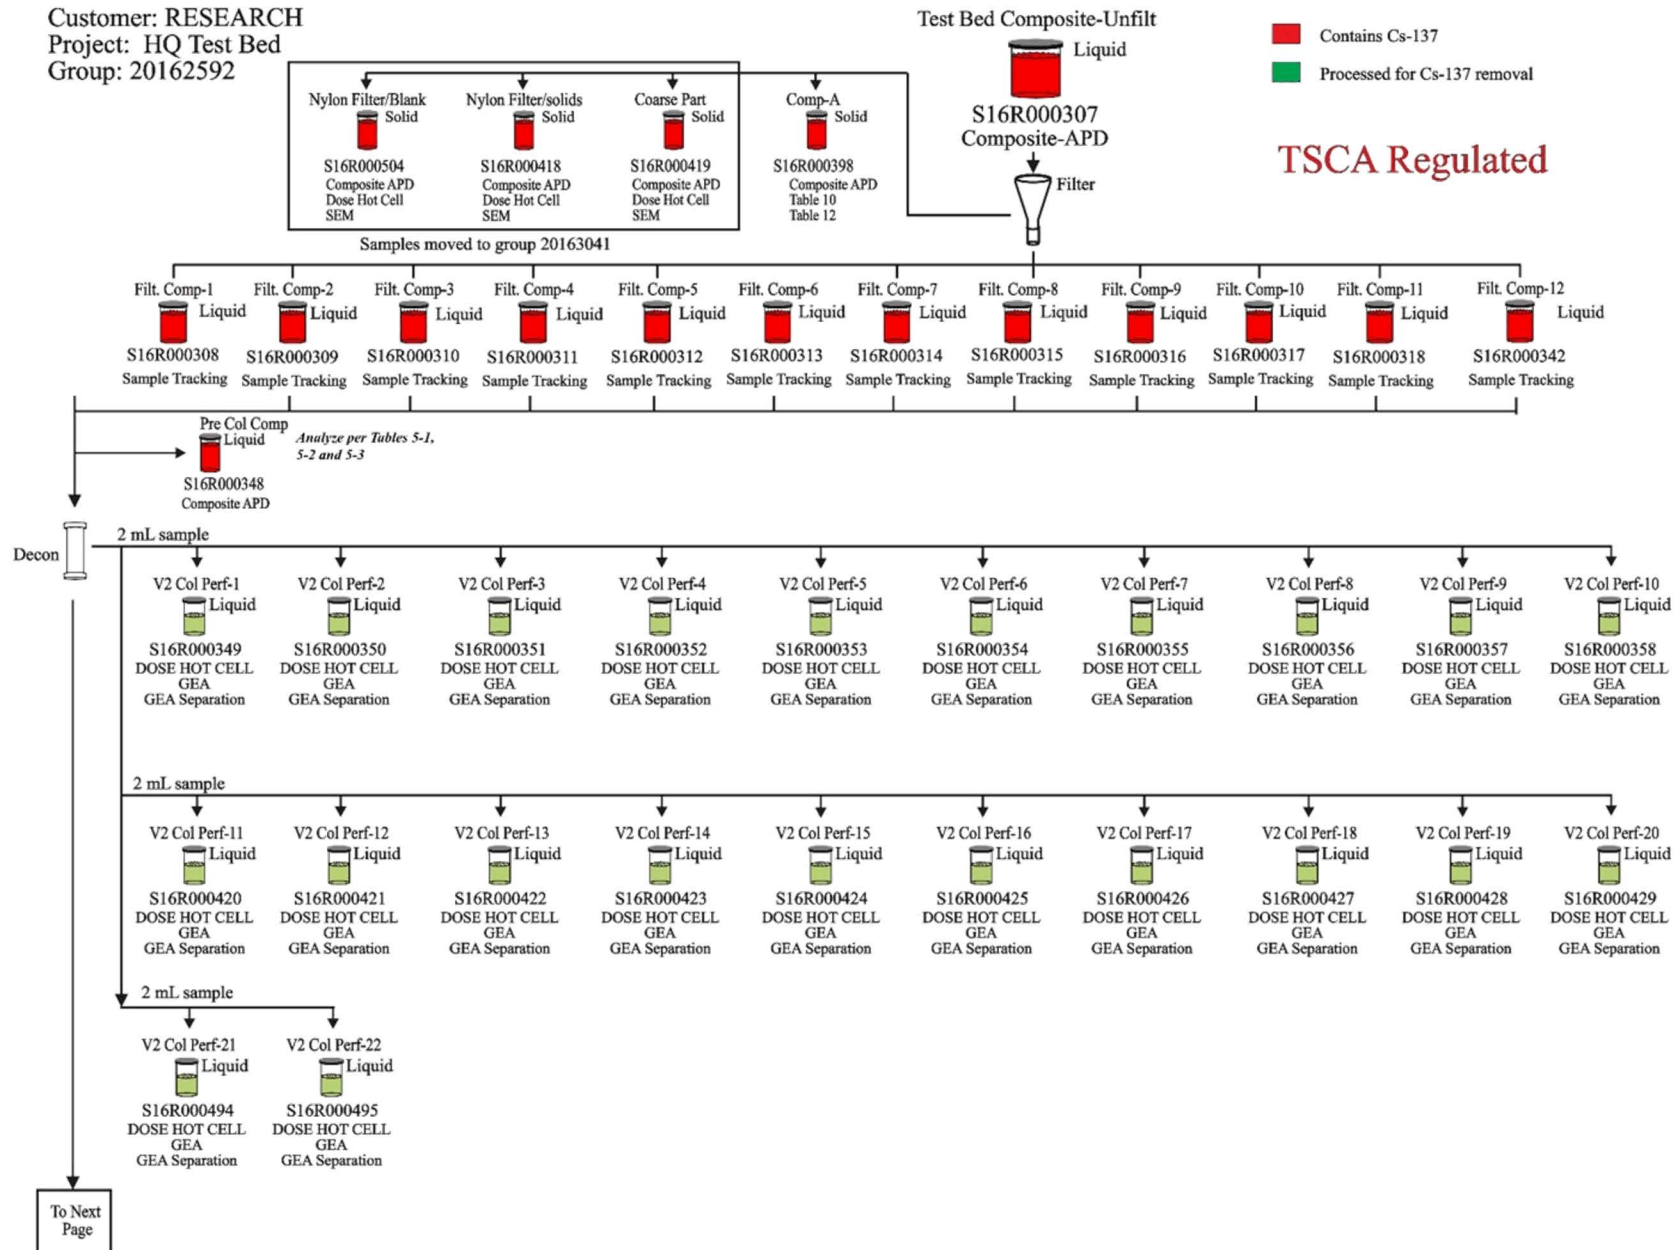 Customer: RESEARCH
Project: HQ Test Bed
Group: 20162592
Test Bed Composite-Unfilt
Liquid
S16R000307
Composite-APD
Filter
Contains Cs-137
Processed for Cs-137 removal
TSCA Regulated
Nylon Filter/Blank
Solid
S16R000504
Composite APD
Dose Hot Cell
SEM
Nylon Filter/solids
Solid
S16R000418
Composite APD
Dose Hot Cell
SEM
Coarse Part
Solid
S16R000419
Composite APD
Dose Hot Cell
SEM
Comp-A
Solid
S16R000398
Composite APD
Table 10
Table 12
Samples moved to group 20163041
Filt. Comp-1
Liquid
S16R000308
Sample Tracking
Filt. Comp-2
Liquid
S16R000309
Sample Tracking
Filt. Comp-3
Liquid
S16R000310
Sample Tracking
Filt. Comp-4
Liquid
S16R000311
Sample Tracking
Filt. Comp-5
Liquid
S16R000312
Sample Tracking
Filt. Comp-6
Liquid
S16R000313
Sample Tracking
Filt. Comp-7
Liquid
S16R000314
Sample Tracking
Filt. Comp-8
Liquid
S16R000315
Sample Tracking
Filt. Comp-9
Liquid
S16R000316
Sample Tracking
Filt. Comp-10
Liquid
S16R000317
Sample Tracking
Filt. Comp-11
Liquid
S16R000318
Sample Tracking
Filt. Comp-12
Liquid
S16R000342
Sample Tracking
Pre Col Comp
Liquid
S16R000348
Composite APD
Analyze per Tables 5-1,
5-2 and 5-3
Decon
2 mL sample
V2 Col Perf-1
Liquid
S16R000349
DOSE HOT CELL
GEA
GEA Separation
V2 Col Perf-2
Liquid
S16R000350
DOSE HOT CELL
GEA
GEA Separation
V2 Col Perf-3
Liquid
S16R000351
DOSE HOT CELL
GEA
GEA Separation
V2 Col Perf-4
Liquid
S16R000352
DOSE HOT CELL
GEA
GEA Separation
V2 Col Perf-5
Liquid
S16R000353
DOSE HOT CELL
GEA
GEA Separation
V2 Col Perf-6
Liquid
S16R000354
DOSE HOT CELL
GEA
GEA Separation
V2 Col Perf-7
Liquid
S16R000355
DOSE HOT CELL
GEA
GEA Separation
V2 Col Perf-8
Liquid
S16R000356
DOSE HOT CELL
GEA
GEA Separation
V2 Col Perf-9
Liquid
S16R000357
DOSE HOT CELL
GEA
GEA Separation
V2 Col Perf-10
Liquid
S16R000358
DOSE HOT CELL
GEA
GEA Separation
2 mL sample
V2 Col Perf-11
Liquid
S16R000420
DOSE HOT CELL
GEA
GEA Separation
V2 Col Perf-12
Liquid
S16R000421
DOSE HOT CELL
GEA
GEA Separation
V2 Col Perf-13
Liquid
S16R000422
DOSE HOT CELL
GEA
GEA Separation
V2 Col Perf-14
Liquid
S16R000423
DOSE HOT CELL
GEA
GEA Separation
V2 Col Perf-15
Liquid
S16R000424
DOSE HOT CELL
GEA
GEA Separation
V2 Col Perf-16
Liquid
S16R000425
DOSE HOT CELL
GEA
GEA Separation
V2 Col Perf-17
Liquid
S16R000426
DOSE HOT CELL
GEA
GEA Separation
V2 Col Perf-18
Liquid
S16R000427
DOSE HOT CELL
GEA
GEA Separation
V2 Col Perf-19
Liquid
S16R000428
DOSE HOT CELL
GEA
GEA Separation
V2 Col Perf-20
Liquid
S16R000429
DOSE HOT CELL
GEA
GEA Separation
2 mL sample
V2 Col Perf-21
Liquid
S16R000494
DOSE HOT CELL
GEA
GEA Separation
V2 Col Perf-22
Liquid
S16R000495
DOSE HOT CELL
GEA
GEA Separation
To Next
Page